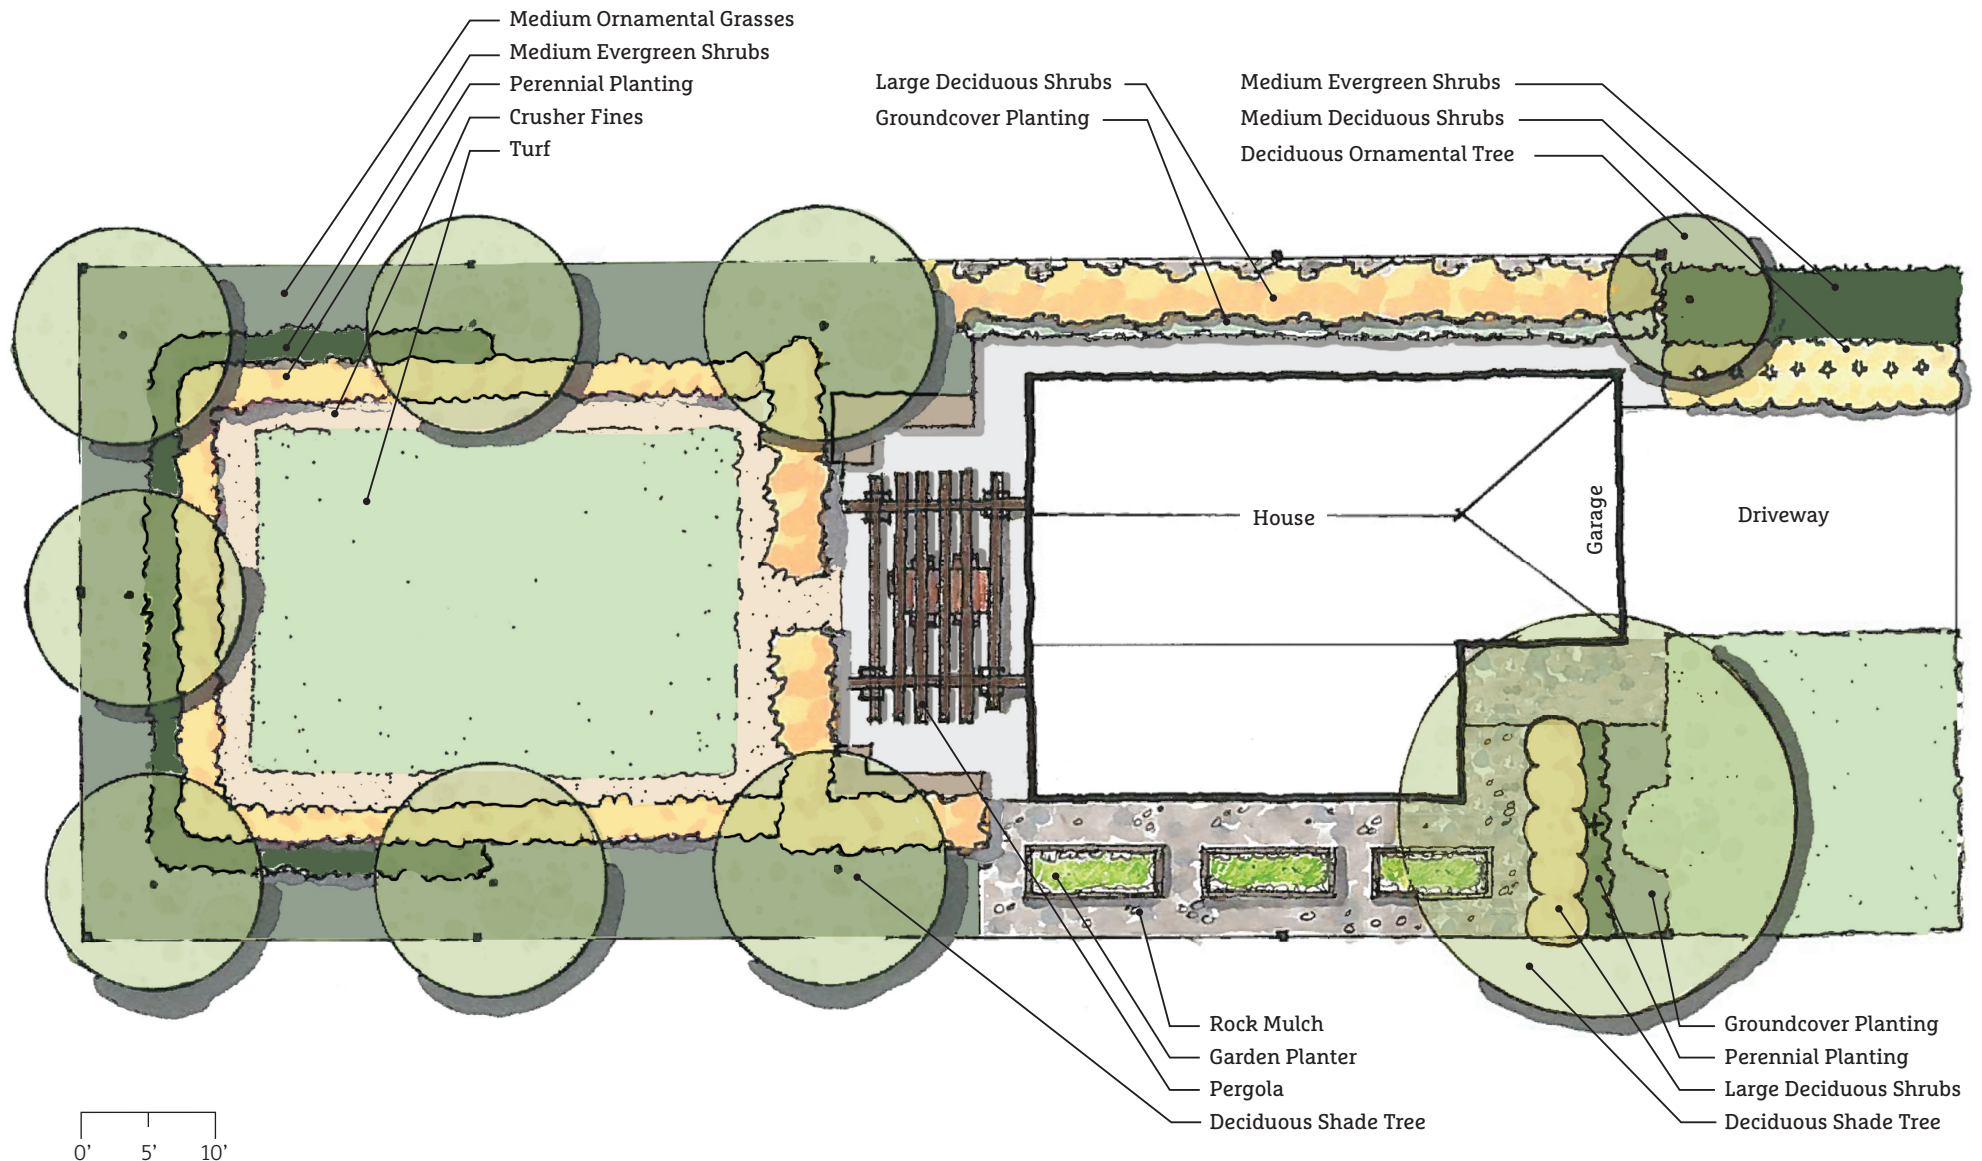 Medium Ornamental Grasses
Medium Evergreen Shrubs
Perennial Planting
Crusher Fines
Turf
Large Deciduous Shrubs
Groundcover Planting
Medium Evergreen Shrubs
Medium Deciduous Shrubs
Deciduous Ornamental Tree
House
Garage
Driveway
Rock Mulch
Garden Planter
Pergola
Deciduous Shade Tree
Groundcover Planting
Perennial Planting
Large Deciduous Shrubs
Deciduous Shade Tree
0’ 5’ 10’